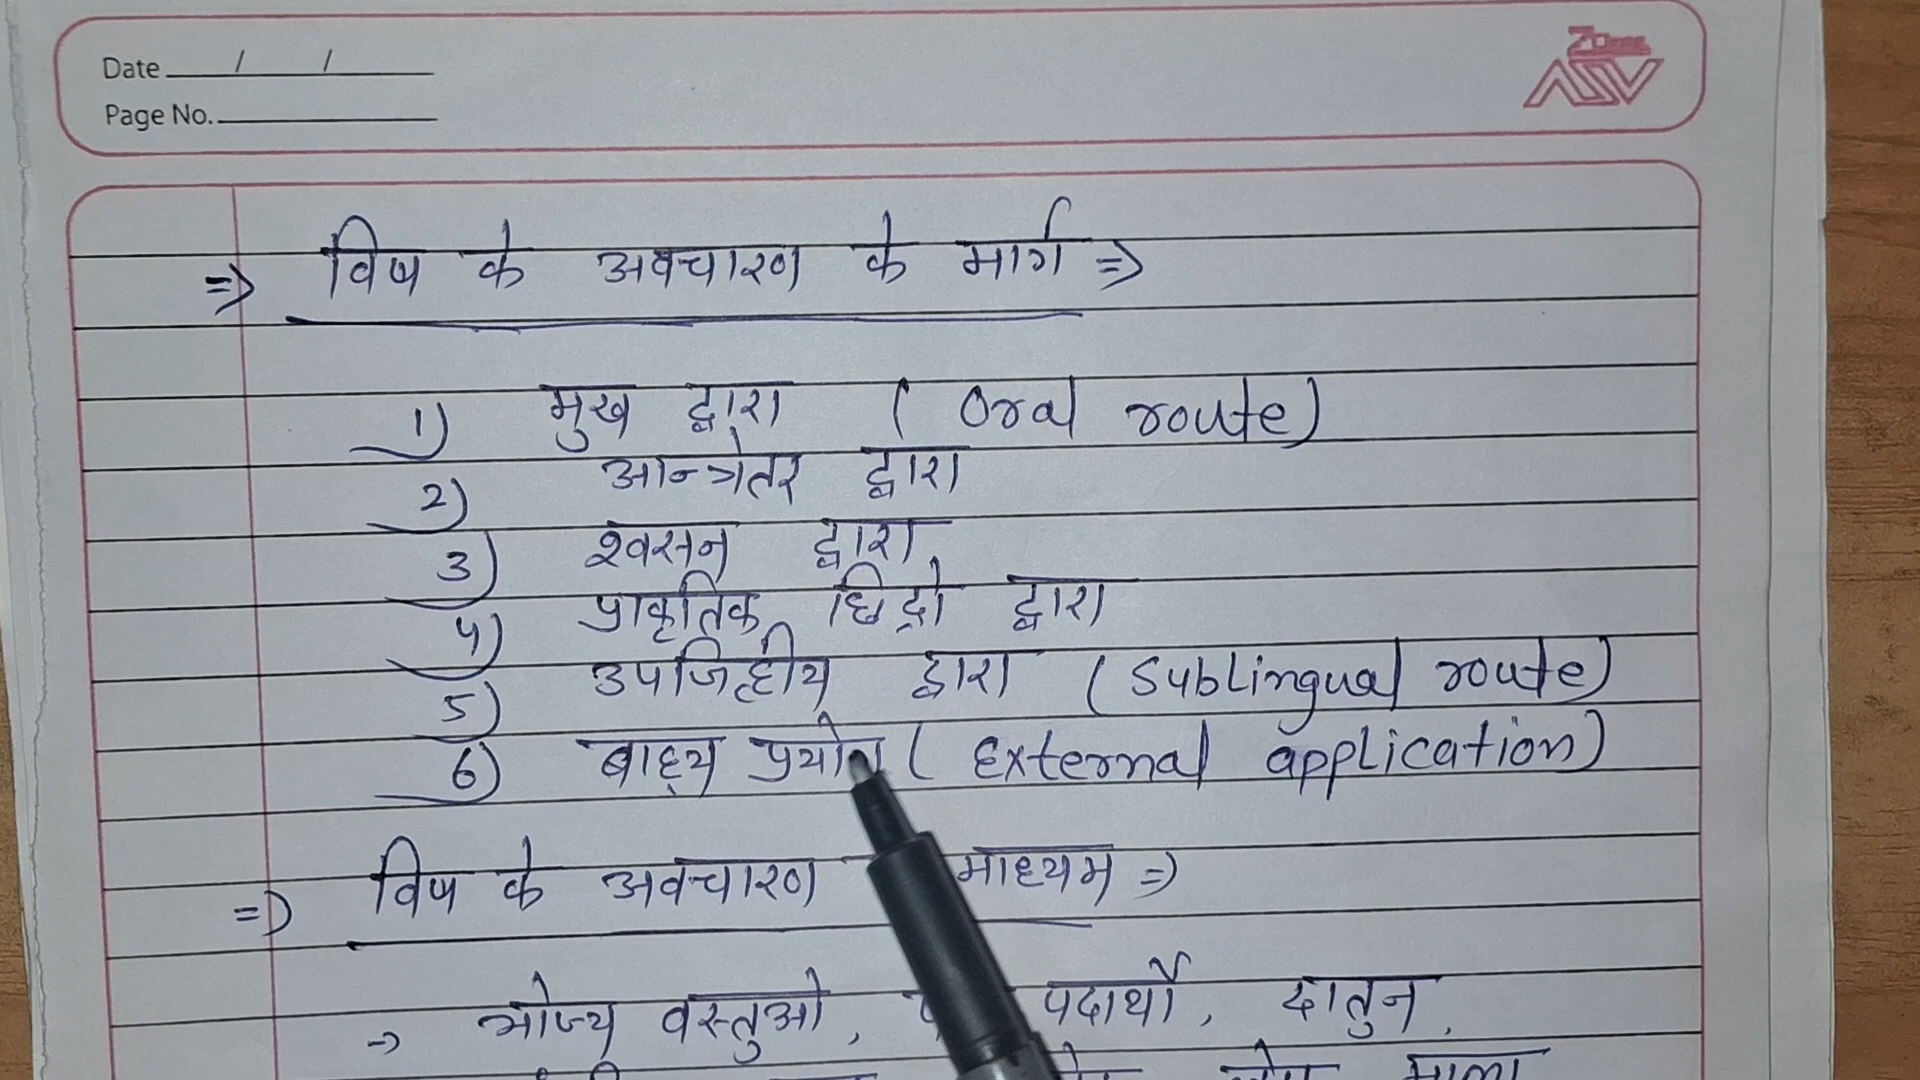 Date / /
Page No.
⇒ विष के अवचारण के मार्ग ⇒
1) मुख द्वारा ( Oral route)
2) आन्त्रेतर द्वारा
3) श्वसन द्वारा
4) प्राकृतिक छिद्रो द्वारा
5) उपजिह्वीय द्वारा ( Sublingual route)
6) बाह्य प्रयोग ( External application)
⇒ विष के अवचारण माध्यम ⇒
→ भोज्य वस्तुओ, पदार्थों, दातुन,